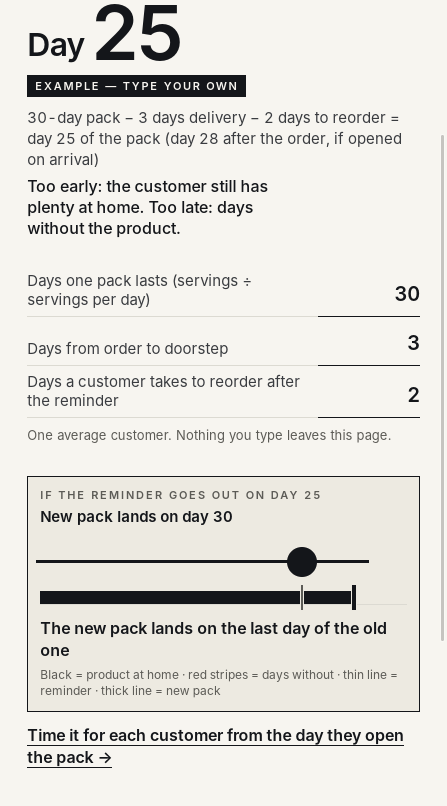 Day 25
EXAMPLE — TYPE YOUR OWN
30-day pack − 3 days delivery − 2 days to reorder =
day 25 of the pack (day 28 after the order, if opened
on arrival)
Too early: the customer still has
plenty at home. Too late: days
without the product.
Days one pack lasts (servings ÷
servings per day)
30
Days from order to doorstep
3
Days a customer takes to reorder after
the reminder
2
One average customer. Nothing you type leaves this page.
IF THE REMINDER GOES OUT ON DAY 25
New pack lands on day 30
The new pack lands on the last day of the old
one
Black = product at home · red stripes = days without · thin line =
reminder · thick line = new pack
Time it for each customer from the day they open
the pack →